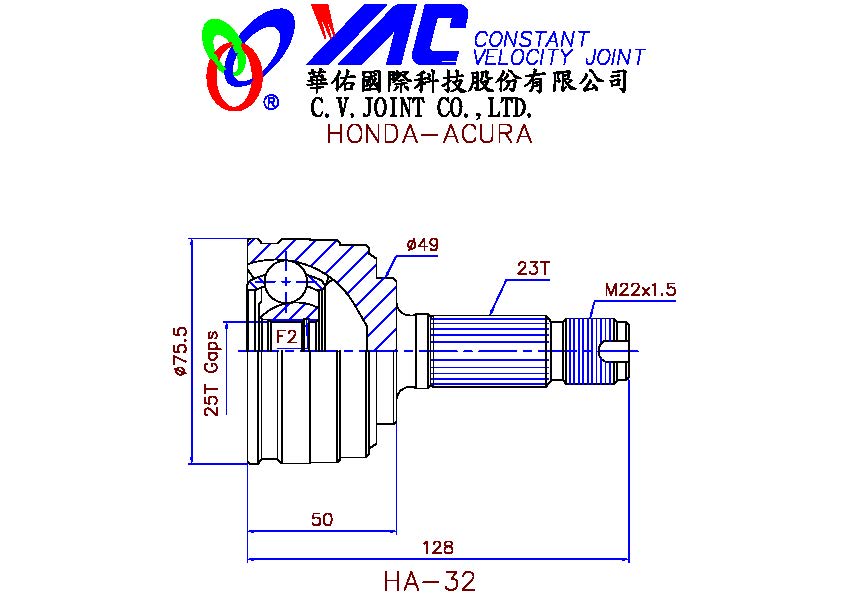 YAC CONSTANT
VELOCITY JOINT
®
華佑國際科技股份有限公司
C.V.JOINT CO.,LTD.
HONDA-ACURA
ø49
23T
M22x1.5
F2
ø75.5
25T Gaps
50
128
HA-32